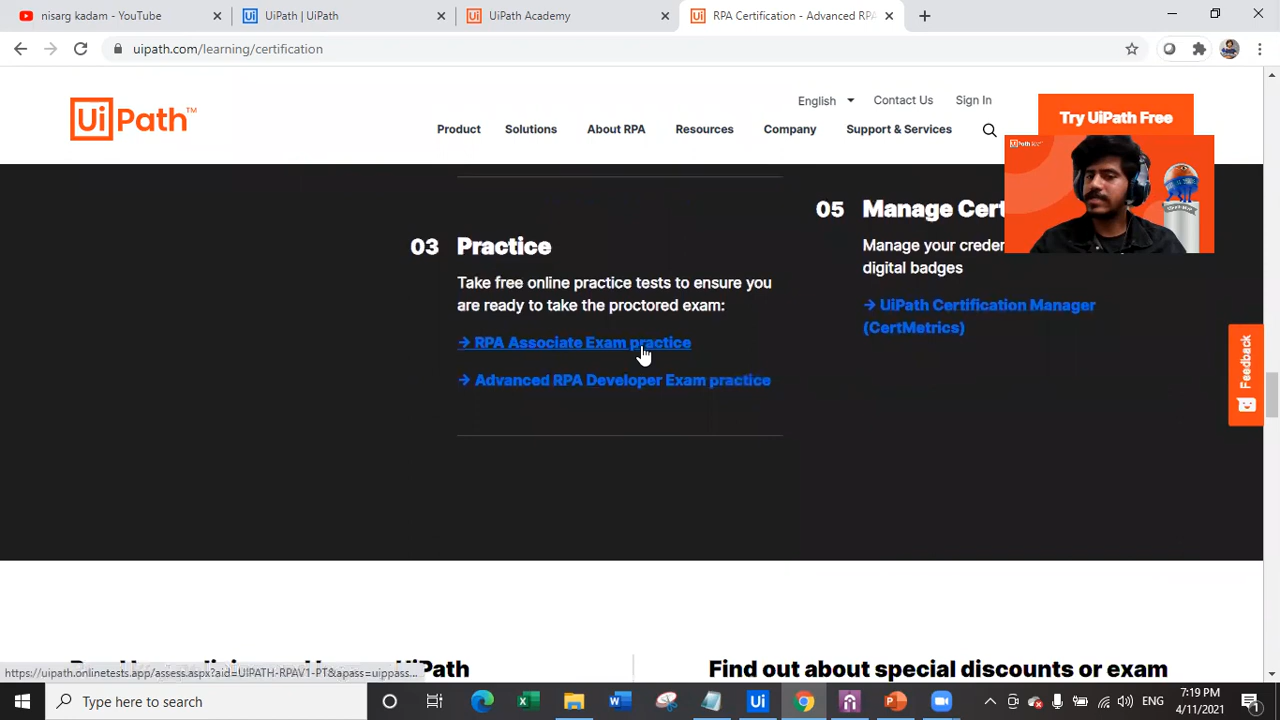 nisarg kadam - YouTube
UiPath | UiPath
UiPath Academy
RPA Certification - Advanced RPA
uipath.com/learning/certification
UiPath™
English
Contact Us
Sign In
Try UiPath Free
Product
Solutions
About RPA
Resources
Company
Support & Services
03 Practice
Take free online practice tests to ensure you
are ready to take the proctored exam:
→ RPA Associate Exam practice
→ Advanced RPA Developer Exam practice
05 Manage Cert
Manage your creden
digital badges
→ UiPath Certification Manager
(CertMetrics)
Feedback
UiPath
Find out about special discounts or exam
https://uipath.onlinetests.app/assess.aspx?aid=UIPATH-RPAV1-PT&apass=uippass...
Type here to search
ENG
7:19 PM
4/11/2021
1